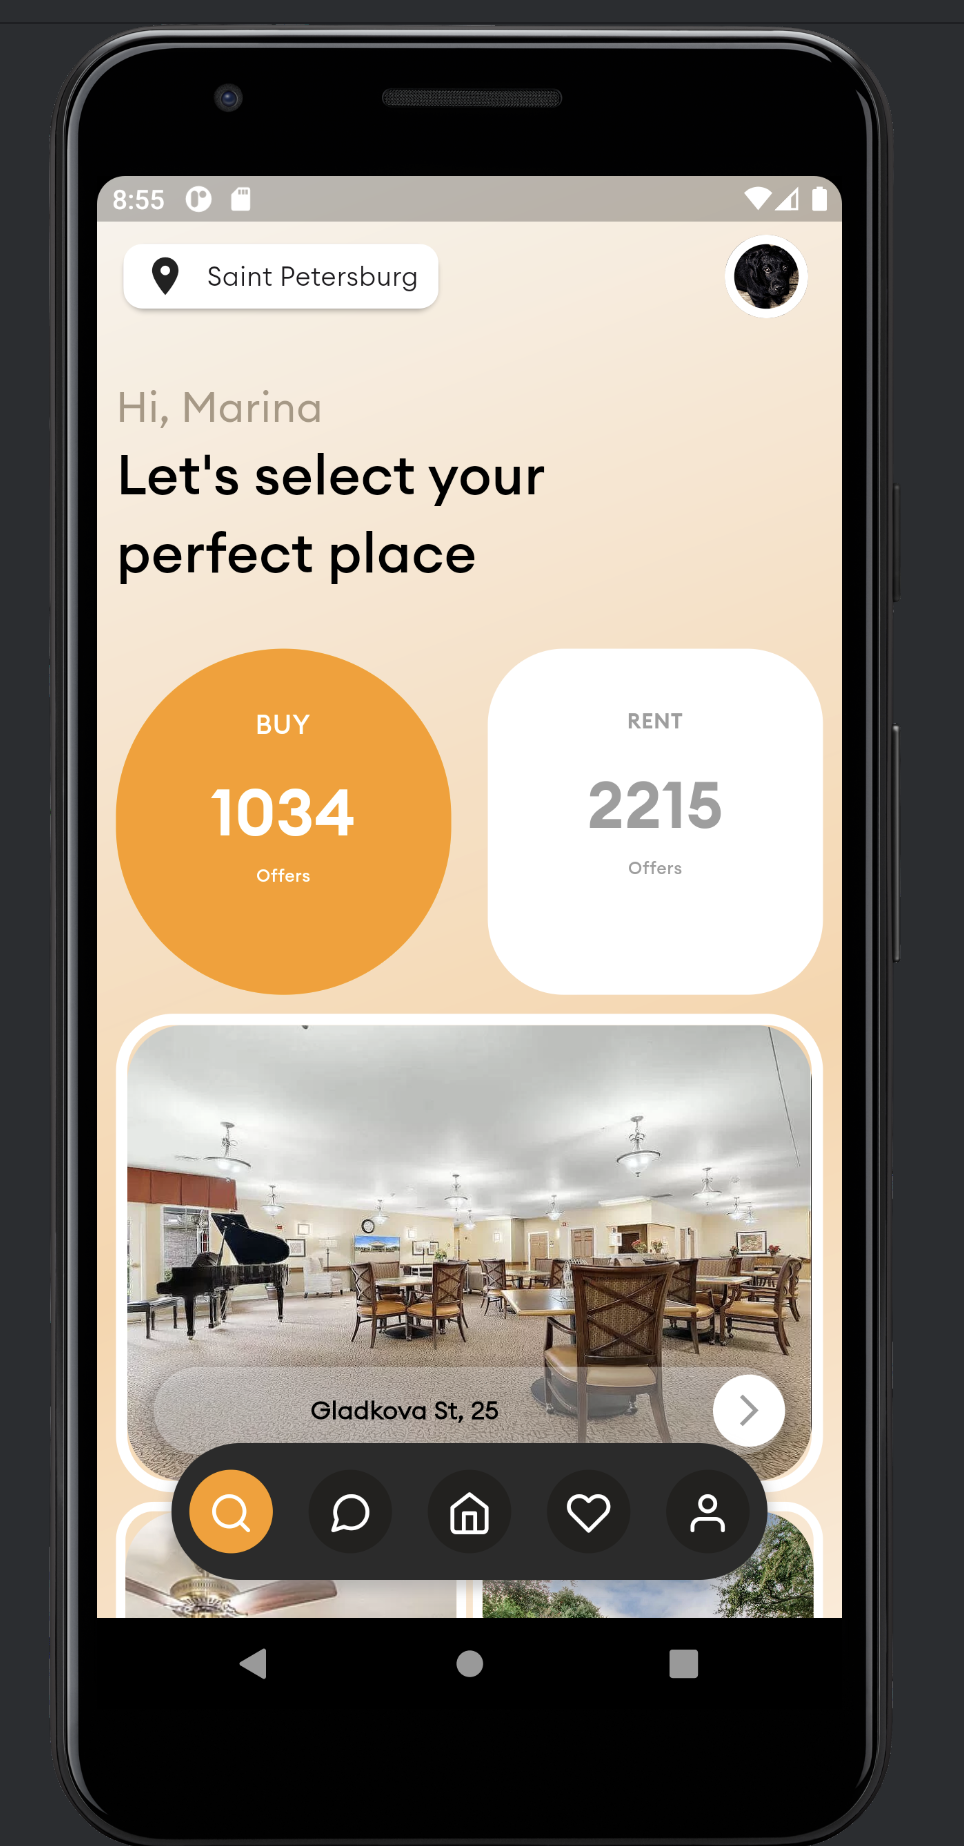 8:55
Saint Petersburg
Hi, Marina
Let's select your
perfect place
BUY
1034
Offers
RENT
2215
Offers
Gladkova St, 25